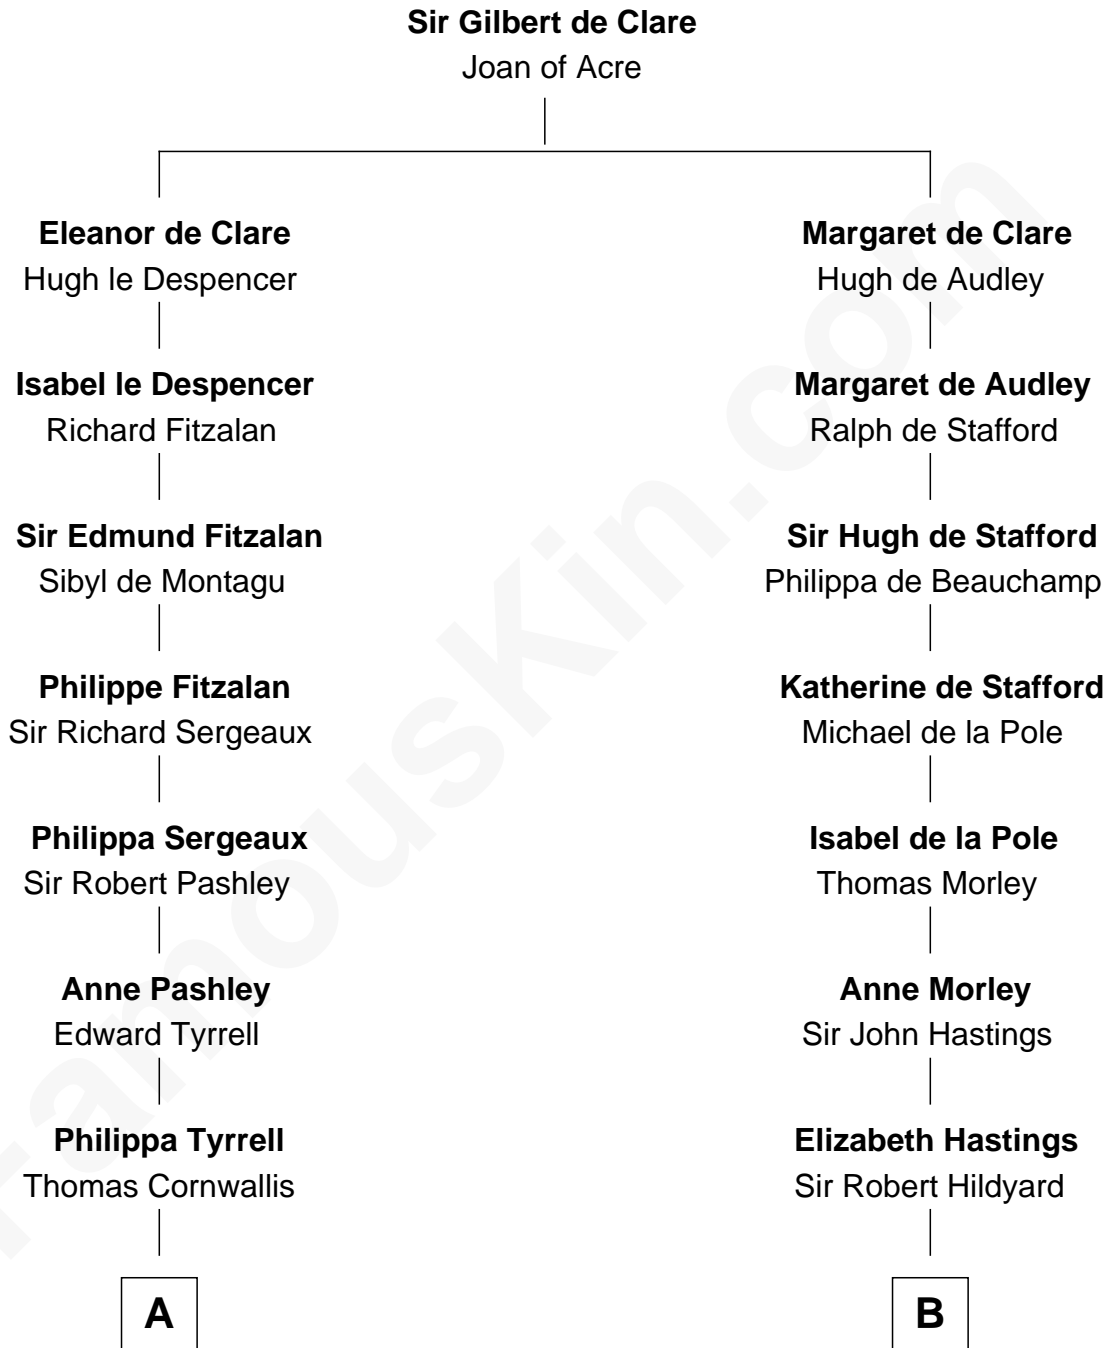 Sir Gilbert de Clare
Joan of Acre
Eleanor de Clare
Hugh le Despencer
Margaret de Clare
Hugh de Audley
Isabel le Despencer
Richard Fitzalan
Margaret de Audley
Ralph de Stafford
Sir Edmund Fitzalan
Sibyl de Montagu
Sir Hugh de Stafford
Philippa de Beauchamp
Philippe Fitzalan
Sir Richard Sergeaux
Katherine de Stafford
Michael de la Pole
Philippa Sergeaux
Sir Robert Pashley
Isabel de la Pole
Thomas Morley
Anne Pashley
Edward Tyrrell
Anne Morley
Sir John Hastings
Philippa Tyrrell
Thomas Cornwallis
Elizabeth Hastings
Sir Robert Hildyard
A
B
FamousKin.com